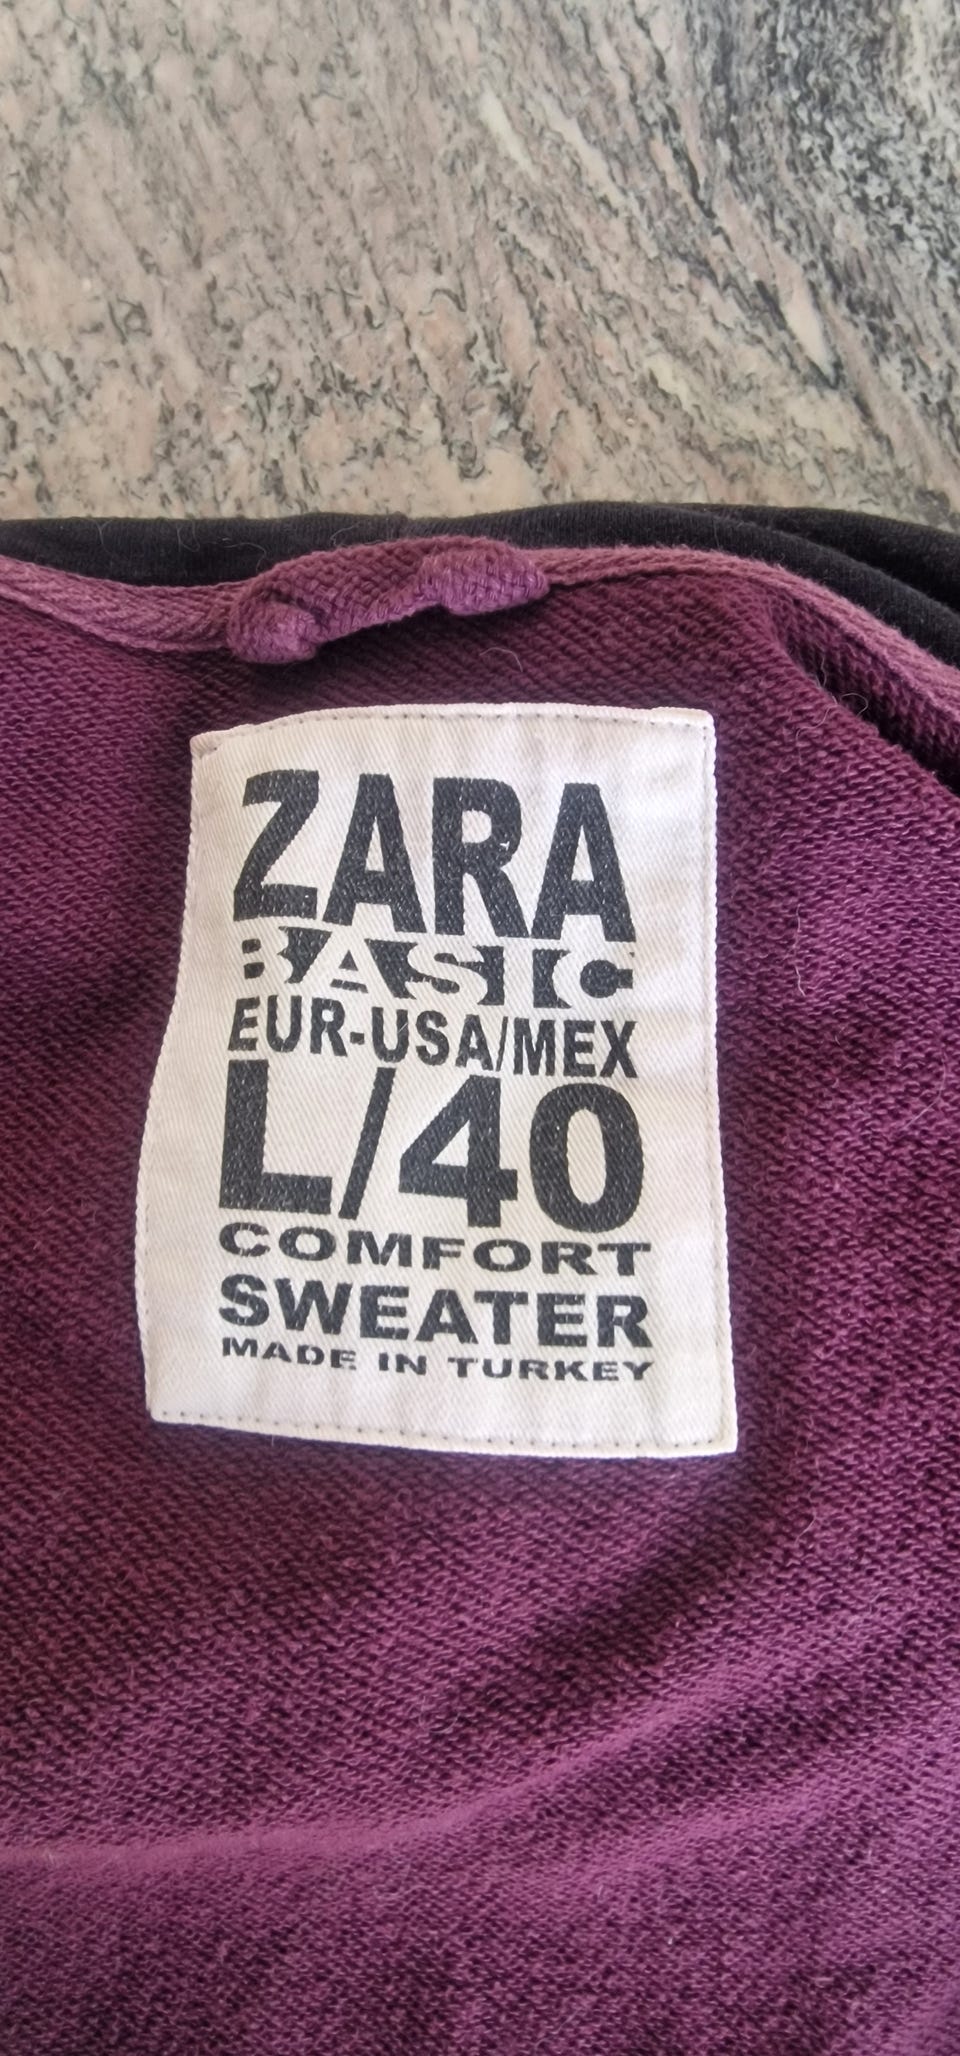 ZARA
BASIC
EUR-USA/MEX
L/40
COMFORT
SWEATER
MADE IN TURKEY